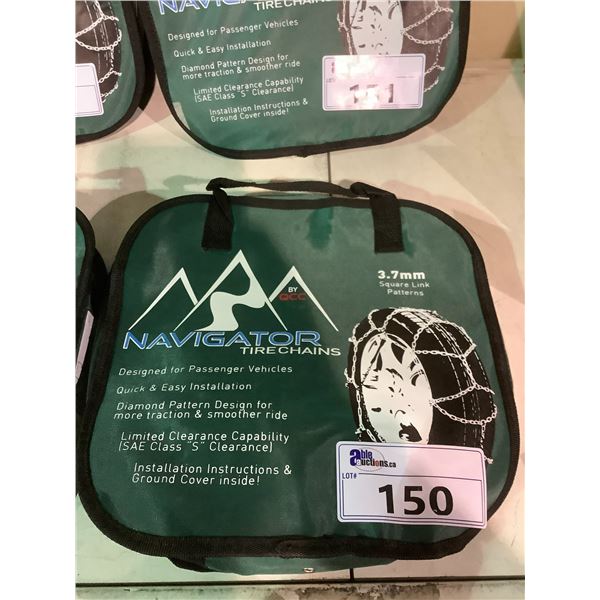 NAVIGATOR
Designed for Passenger Vehicles
Quick & Easy Installation
Diamond Pattern Design for
more traction & smoother ride
Limited Clearance Capability
(SAE Class "S" Clearance)
Installation Instructions &
Ground Cover inside!
BY
QCC
NAVIGATOR
TIRE CHAINS
3.7mm
Square Link
Patterns
Designed for Passenger Vehicles
Quick & Easy Installation
Diamond Pattern Design for
more traction & smoother ride
Limited Clearance Capability
(SAE Class "S" Clearance)
Installation Instructions &
Ground Cover inside!
able
auctions.ca
LOT#
150